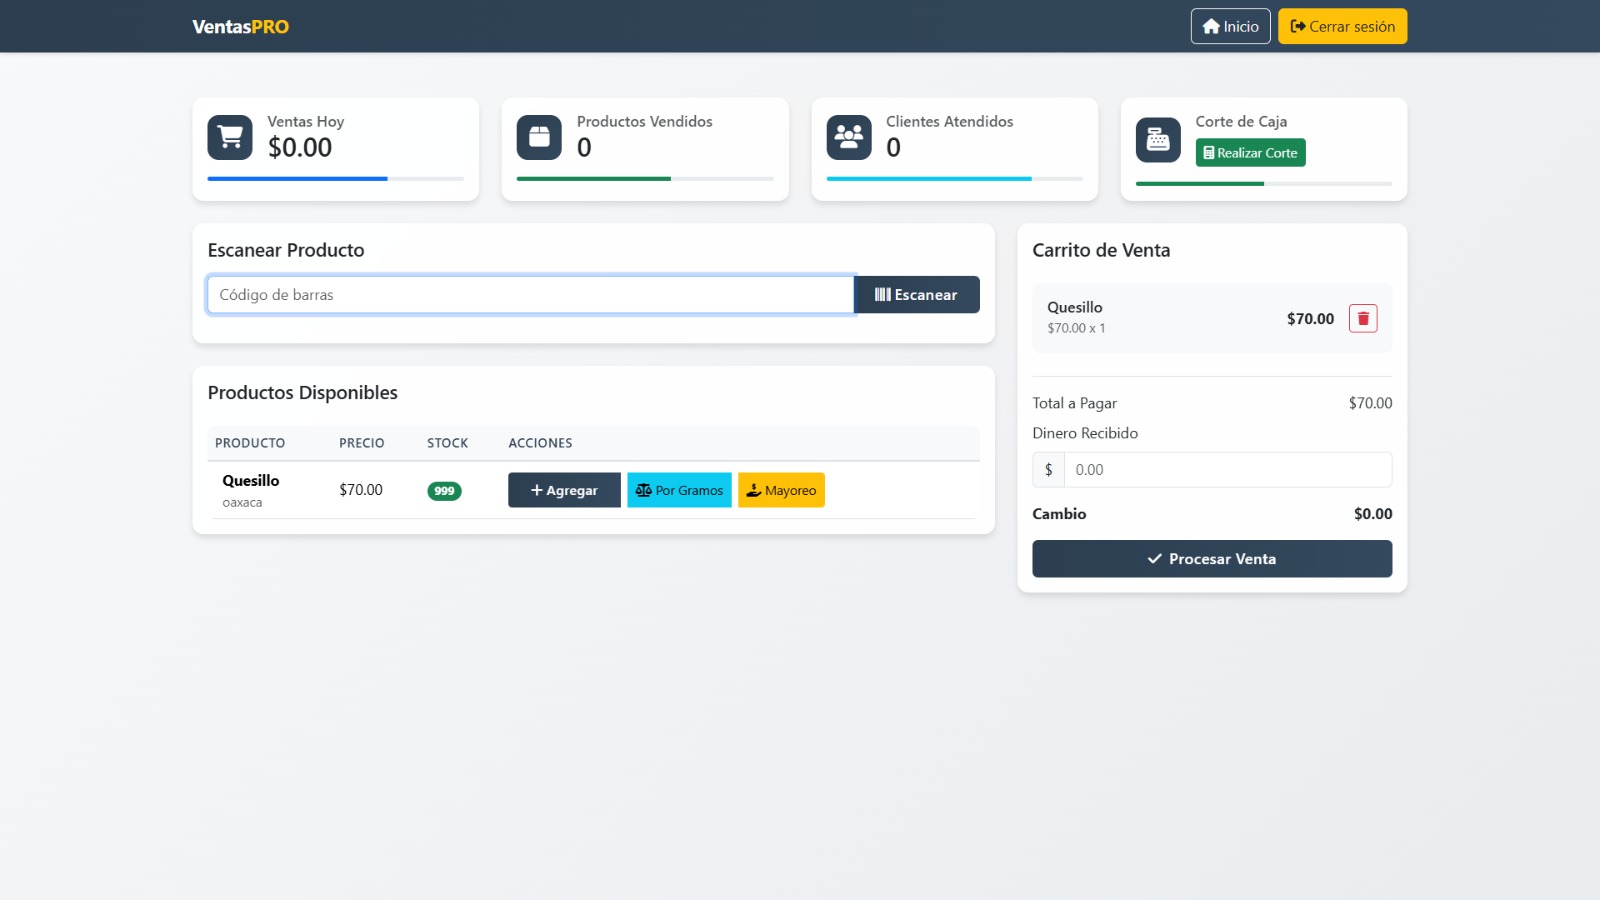 VentasPRO
Inicio
Cerrar sesión
Ventas Hoy
$0.00
Productos Vendidos
0
Clientes Atendidos
0
Corte de Caja
Realizar Corte
Escanear Producto
Código de barras
Escanear
Productos Disponibles
PRODUCTO PRECIO STOCK ACCIONES
Quesillo
oaxaca
$70.00
999
Agregar
Por Gramos
Mayoreo
Carrito de Venta
Quesillo
$70.00 x 1
$70.00
Total a Pagar $70.00
Dinero Recibido
$ 0.00
Cambio $0.00
Procesar Venta